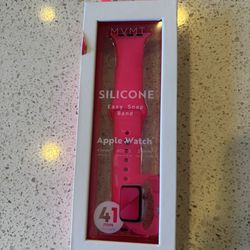 MVMT
SILICONE
Easy Snap
Band
Apple Watch
41
mm